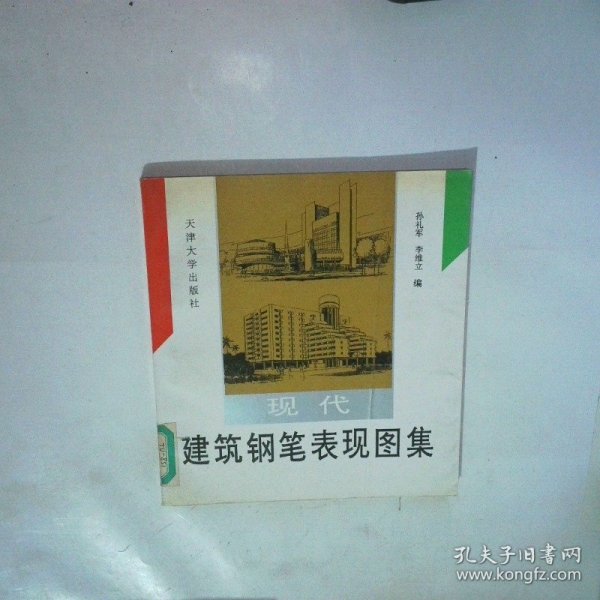 天津大学出版社
孙礼军 李维立 编
现代
建筑钢笔表现图集
孔夫子旧书网
www.kongfz.com